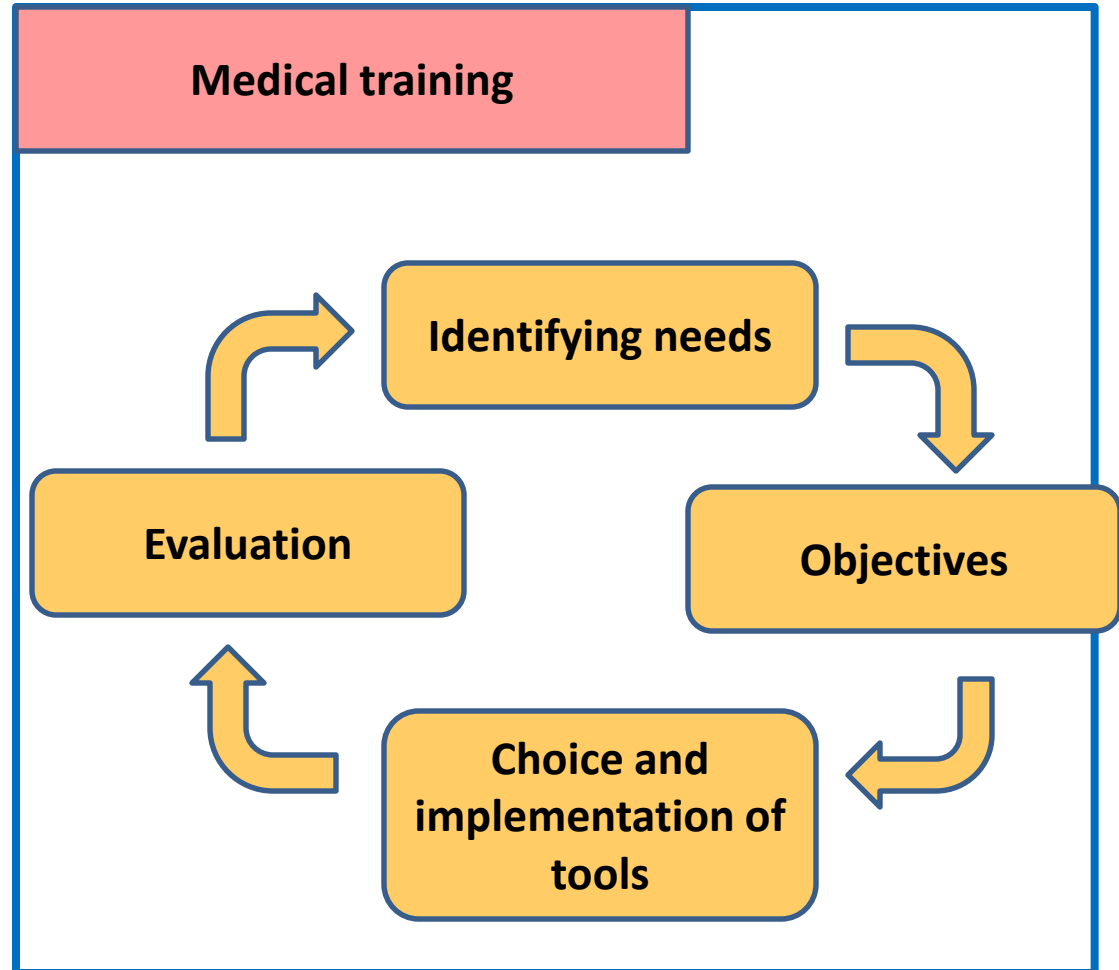 Medical training
Identifying needs
Evaluation
Objectives
Choice and
implementation of
tools